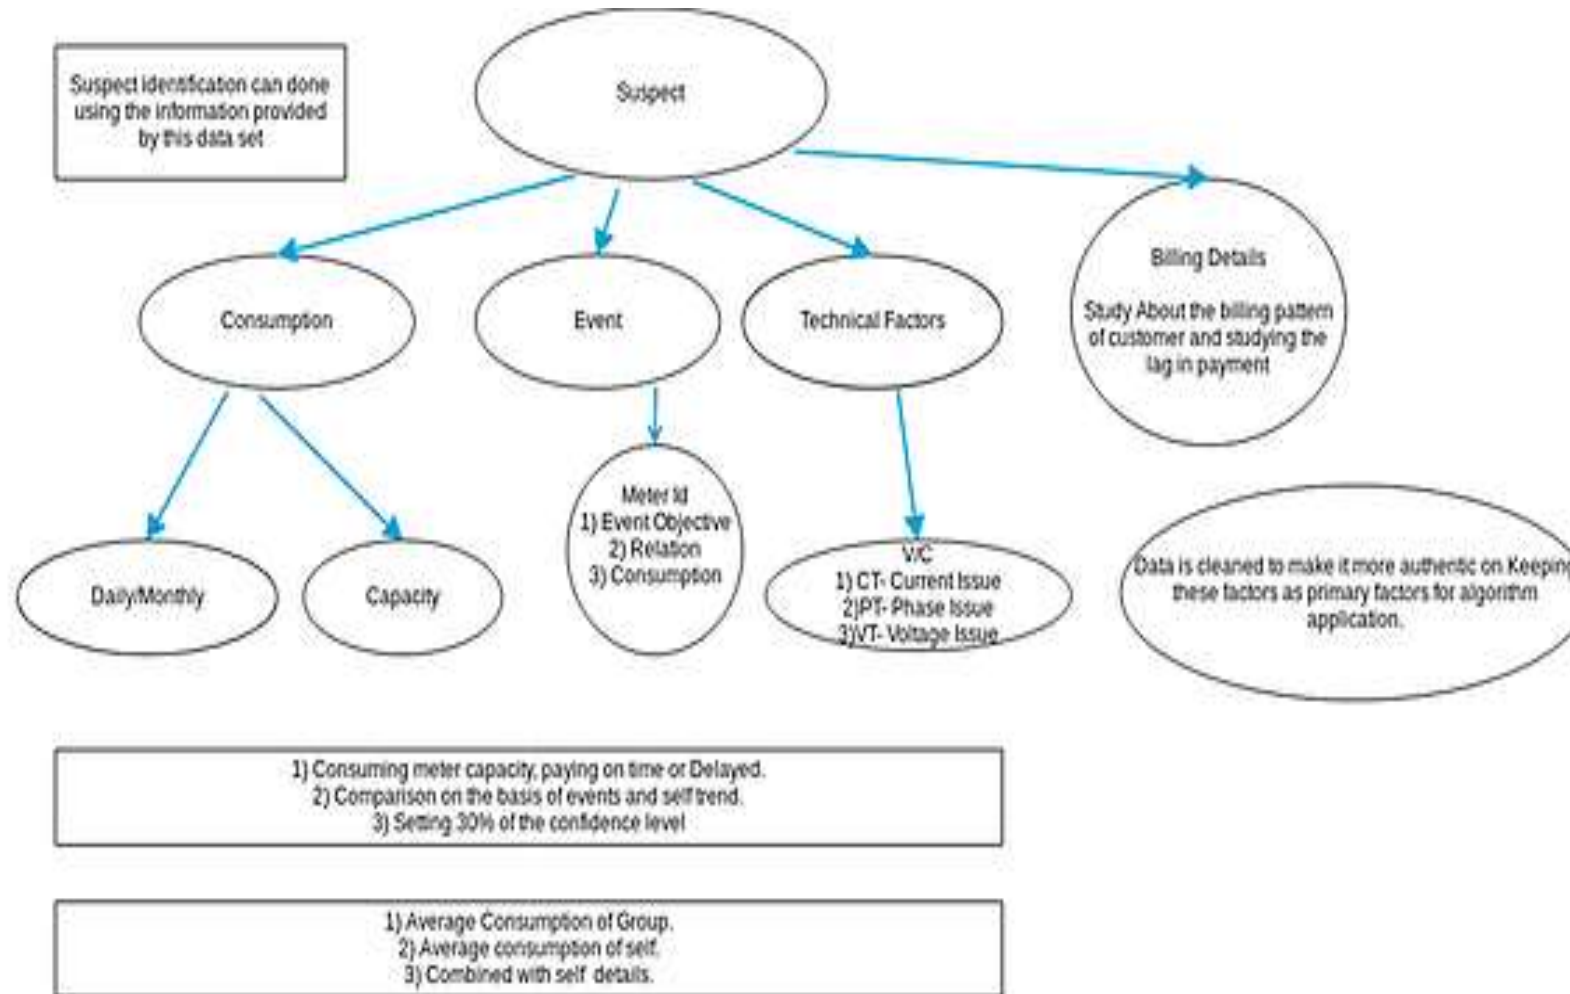 Suspect identification can done
using the information provided
by this data set
Suspect
Consumption
Event
Technical Factors
Billing Details
Study About the billing pattern
of customer and studying the
lag in payment
Daily/Monthly
Capacity
Meter Id
1) Event Objective
2) Relation
3) Consumption
V/C
1) CT- Current Issue
2)PT- Phase Issue
3)VT- Voltage Issue
Data is cleaned to make it more authentic on Keeping
these factors as primary factors for algorithm
application.
1) Consuming meter capacity, paying on time or Delayed.
2) Comparison on the basis of events and self trend.
3) Setting 30% of the confidence level
1) Average Consumption of Group.
2) Average consumption of self.
3) Combined with self details.